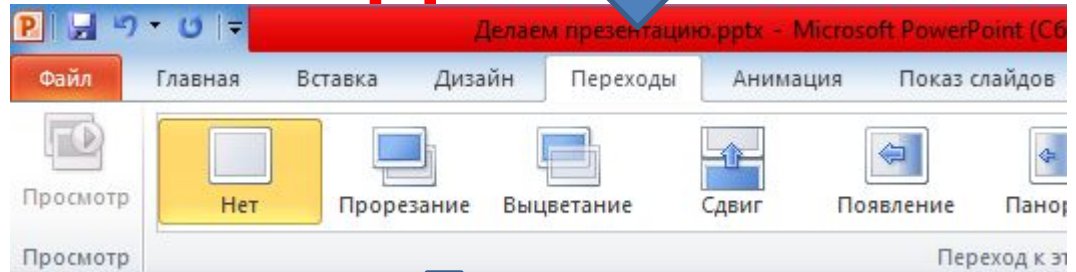 Делаем презентацию.pptx - Microsoft PowerPoint
Файл Главная Вставка Дизайн Переходы Анимация Показ слайдов
Просмотр Нет Прорезание Выцветание Сдвиг Появление
Просмотр Переход к